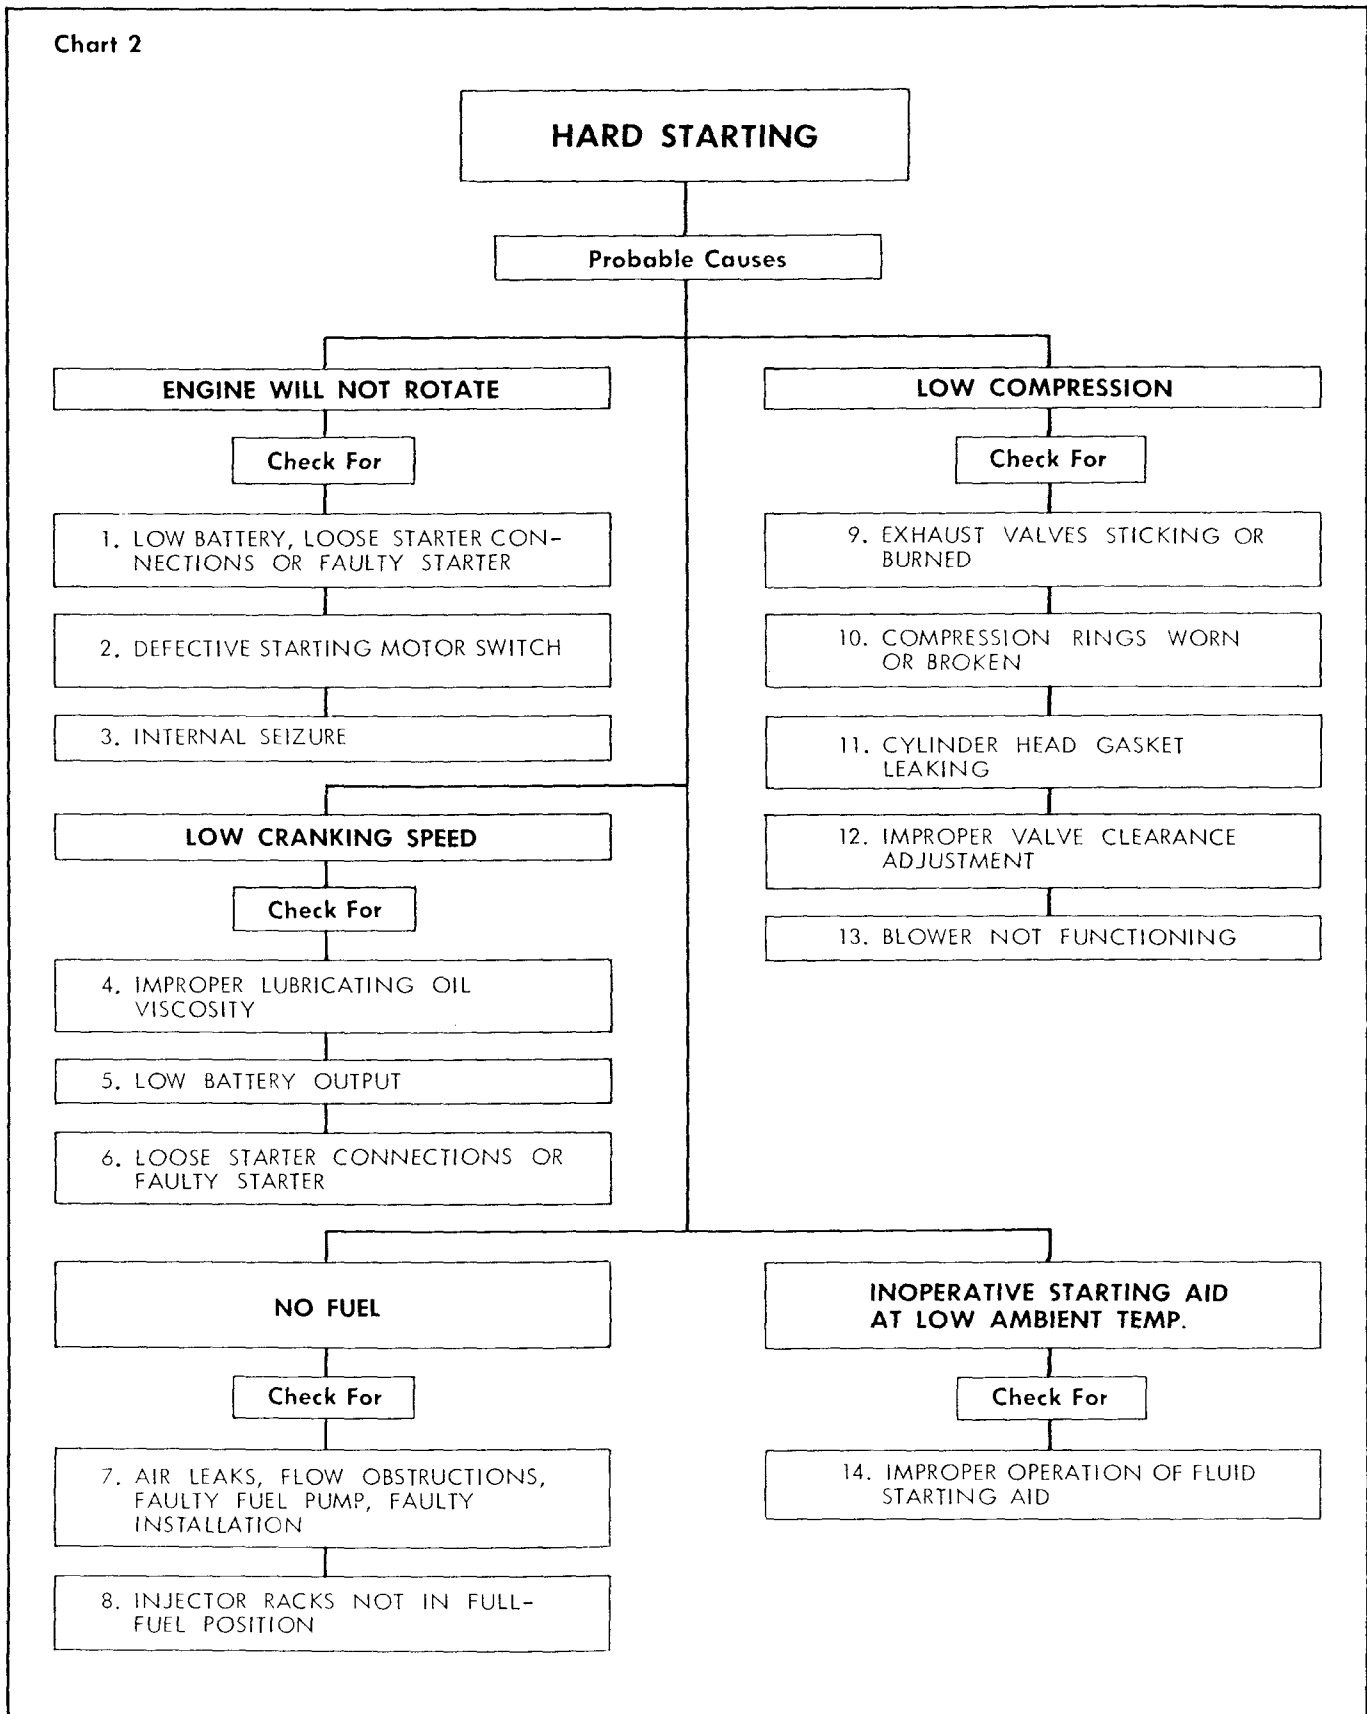 Chart 2
HARD STARTING
Probable Causes
ENGINE WILL NOT ROTATE
Check For
1. LOW BATTERY, LOOSE STARTER CON-
NECTIONS OR FAULTY STARTER
2. DEFECTIVE STARTING MOTOR SWITCH
3. INTERNAL SEIZURE
LOW CRANKING SPEED
Check For
4. IMPROPER LUBRICATING OIL
VISCOSITY
5. LOW BATTERY OUTPUT
6. LOOSE STARTER CONNECTIONS OR
FAULTY STARTER
NO FUEL
Check For
7. AIR LEAKS, FLOW OBSTRUCTIONS,
FAULTY FUEL PUMP, FAULTY
INSTALLATION
8. INJECTOR RACKS NOT IN FULL-
FUEL POSITION
LOW COMPRESSION
Check For
9. EXHAUST VALVES STICKING OR
BURNED
10. COMPRESSION RINGS WORN
OR BROKEN
11. CYLINDER HEAD GASKET
LEAKING
12. IMPROPER VALVE CLEARANCE
ADJUSTMENT
13. BLOWER NOT FUNCTIONING
INOPERATIVE STARTING AID
AT LOW AMBIENT TEMP.
Check For
14. IMPROPER OPERATION OF FLUID
STARTING AID